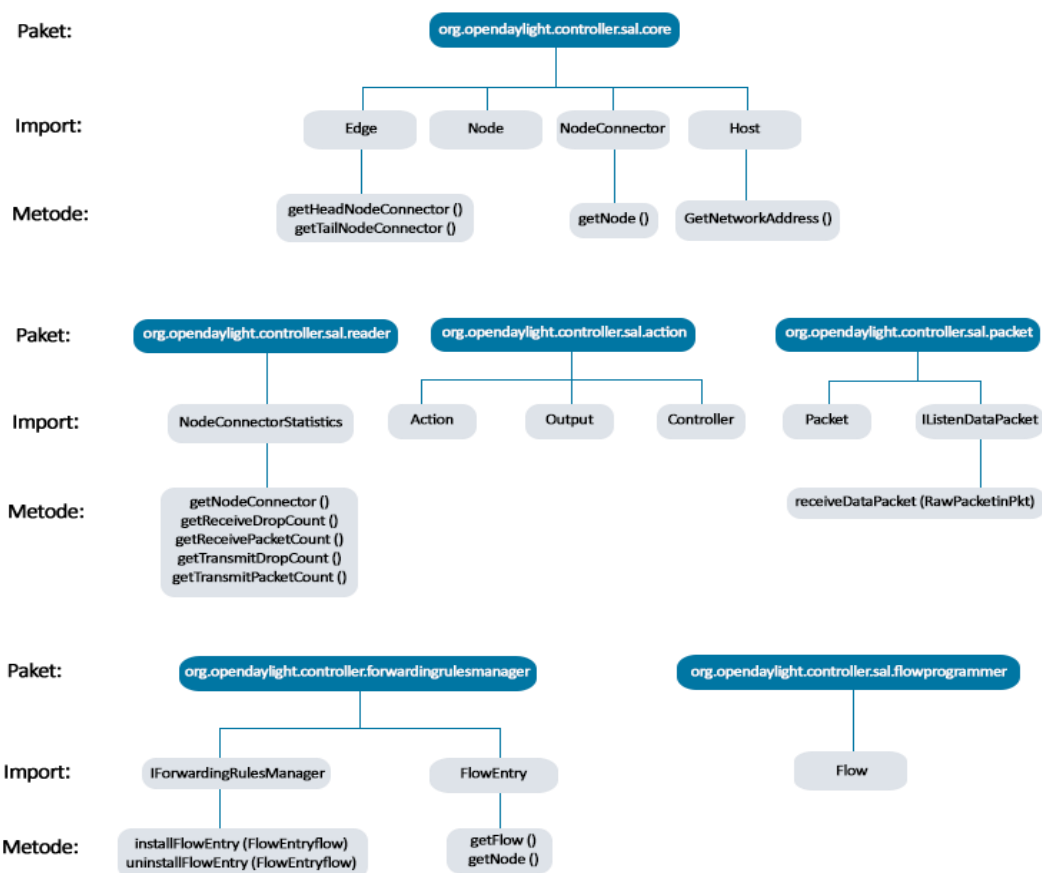 Paket:
org.opendaylight.controller.sal.core
Import:
Edge
Node
NodeConnector
Host
Metode:
getHeadNodeConnector ()
getTailNodeConnector ()
getNode ()
GetNetworkAddress ()
Paket:
org.opendaylight.controller.sal.reader
org.opendaylight.controller.sal.action
org.opendaylight.controller.sal.packet
Import:
NodeConnectorStatistics
Action
Output
Controller
Packet
IListenDataPacket
Metode:
getNodeConnector ()
getReceiveDropCount ()
getReceivePacketCount ()
getTransmitDropCount ()
getTransmitPacketCount ()
receiveDataPacket (RawPacketinPkt)
Paket:
org.opendaylight.controller.forwardingrulesmanager
org.opendaylight.controller.sal.flowprogrammer
Import:
IForwardingRulesManager
FlowEntry
Flow
Metode:
installFlowEntry (FlowEntryflow)
uninstallFlowEntry (FlowEntryflow)
getFlow ()
getNode ()